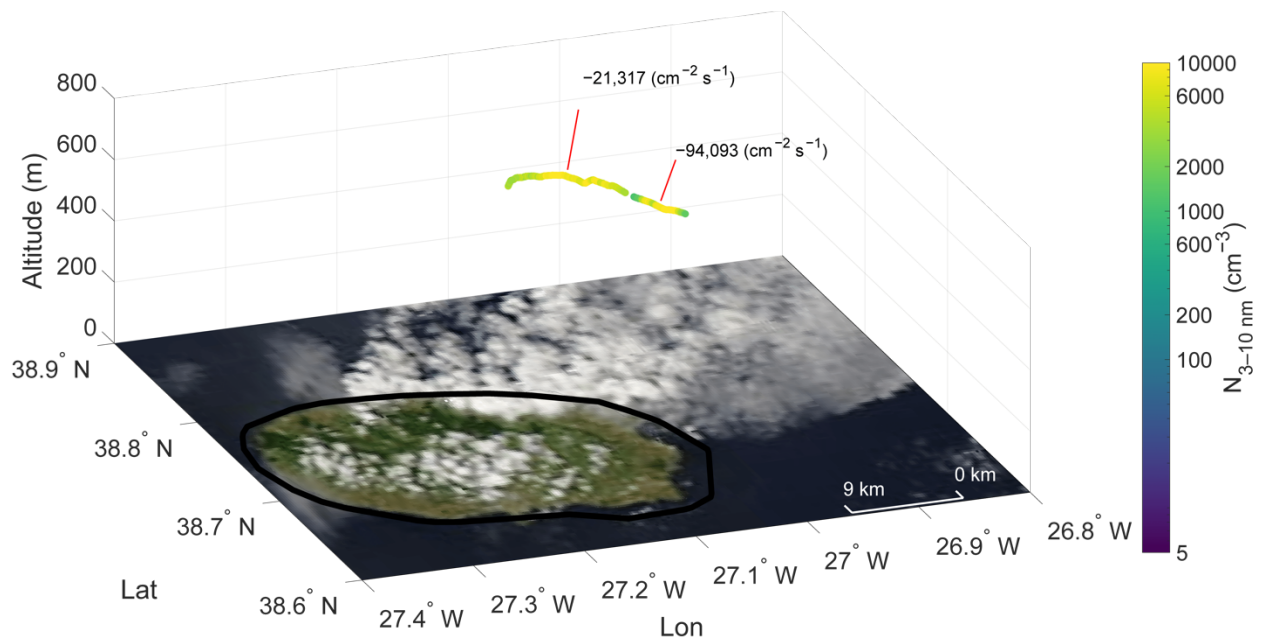 −21,317 (cm⁻² s⁻¹)
−94,093 (cm⁻² s⁻¹)
Altitude (m)
800
600
400
200
0
38.9° N
38.8° N
38.7° N
38.6° N
Lat
27.4° W
27.3° W
27.2° W
27.1° W
27° W
26.9° W
26.8° W
Lon
9 km
0 km
10000
6000
2000
1000
600
200
100
5
N₃₋₁₀ ₙₘ (cm⁻³)